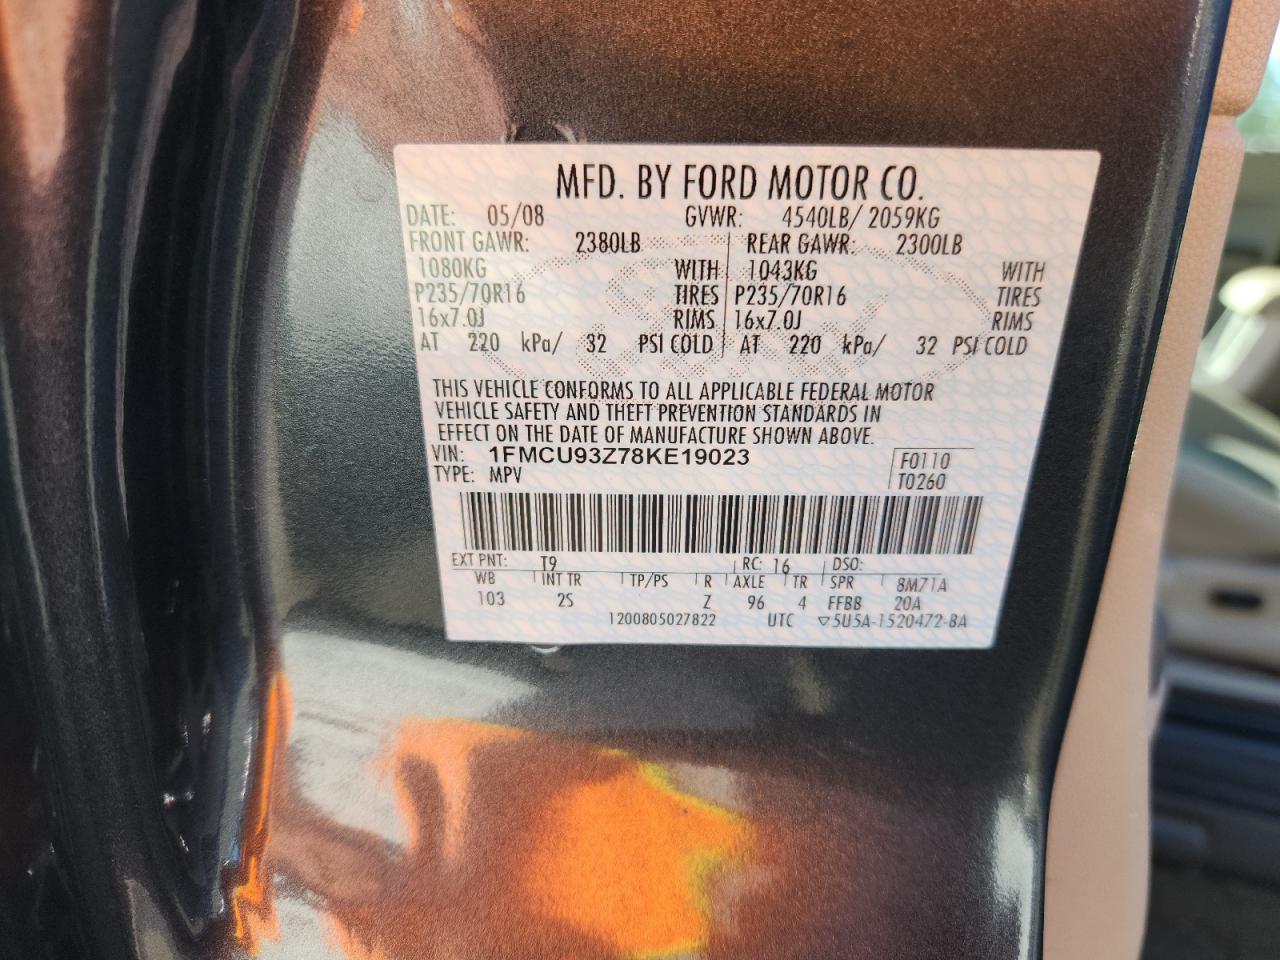 MFD. BY FORD MOTOR CO.
DATE: 05/08 GVWR: 4540LB/ 2059KG
FRONT GAWR: 2380LB REAR GAWR: 2300LB
1080KG WITH 1043KG WITH
P235/70R16 TIRES P235/70R16 TIRES
16x7.0J RIMS 16x7.0J RIMS
AT 220 kPa/ 32 PSI COLD AT 220 kPa/ 32 PSI COLD
THIS VEHICLE CONFORMS TO ALL APPLICABLE FEDERAL MOTOR
VEHICLE SAFETY AND THEFT PREVENTION STANDARDS IN
EFFECT ON THE DATE OF MANUFACTURE SHOWN ABOVE.
VIN: 1FMCU93Z78KE19023 F0110
TYPE: MPV T0260
EXT PNT: T9 RC: 16 DSO:
WB INT TR TP/PS R AXLE TR SPR 8M71A
103 2S Z 96 4 FFBB 20A
1200805027822 UTC ▽5U5A-1520472-BA